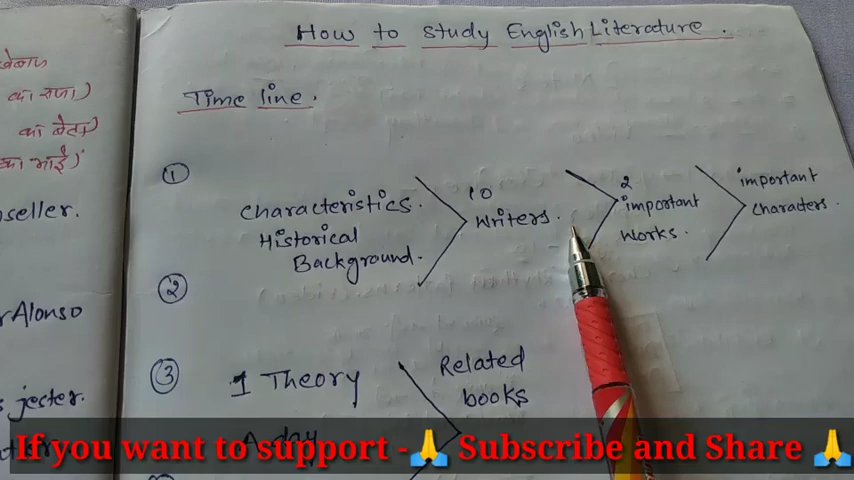 How to study English Literature.
Time line.
का राजा)
का बेटा)
का भाई)
①
Characteristics.
Historical
Background.
10
Writers.
2
important
Works.
important
Characters.
seller.
②
Alonso
③
1 Theory
A day
Related
books
jester.
If you want to support -🙏 Subscribe and Share 🙏